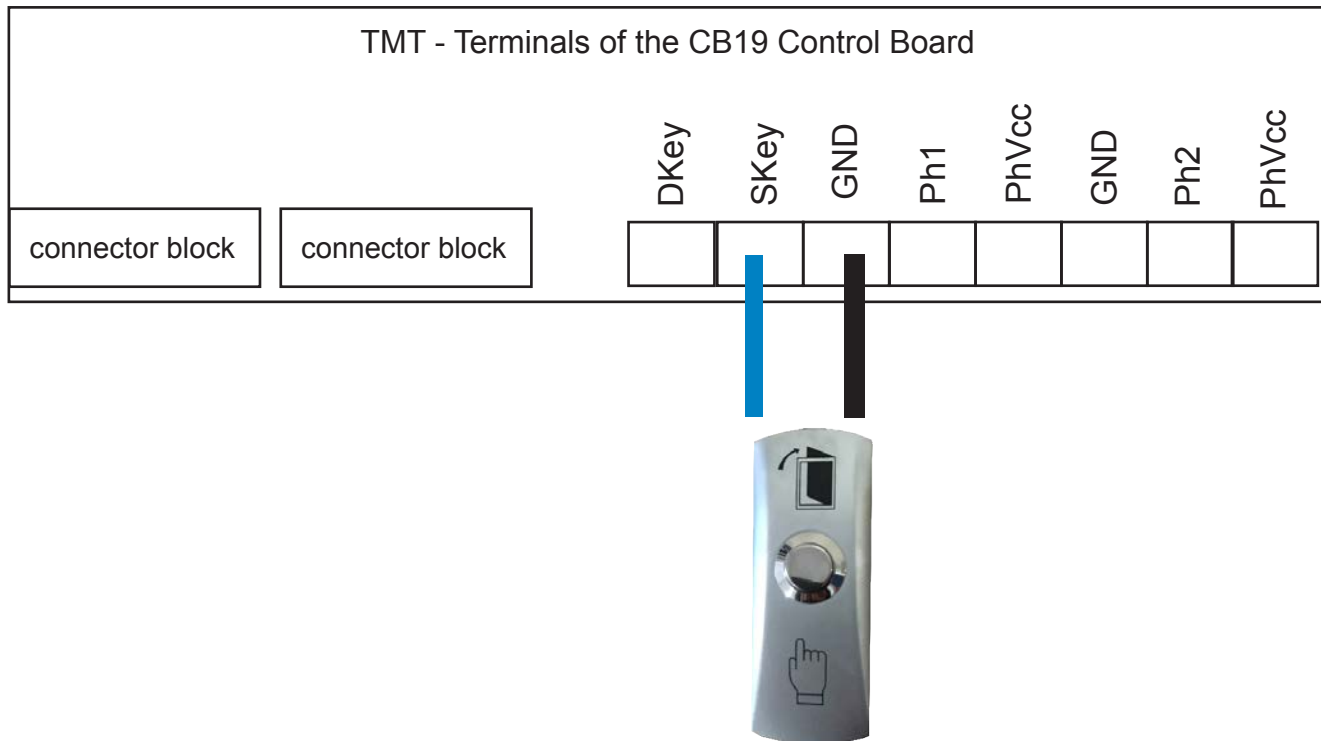 TMT - Terminals of the CB19 Control Board
DKey
SKey
GND
Ph1
PhVcc
GND
Ph2
PhVcc
connector block
connector block